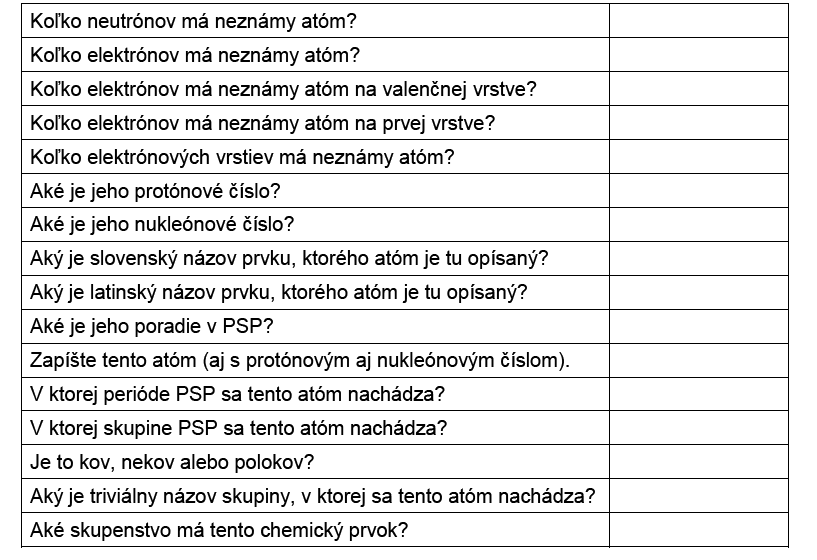 Koľko neutrónov má neznámy atóm?
Koľko elektrónov má neznámy atóm?
Koľko elektrónov má neznámy atóm na valenčnej vrstve?
Koľko elektrónov má neznámy atóm na prvej vrstve?
Koľko elektrónových vrstiev má neznámy atóm?
Aké je jeho protónové číslo?
Aké je jeho nukleónové číslo?
Aký je slovenský názov prvku, ktorého atóm je tu opísaný?
Aký je latinský názov prvku, ktorého atóm je tu opísaný?
Aké je jeho poradie v PSP?
Zapíšte tento atóm (aj s protónovým aj nukleónovým číslom).
V ktorej perióde PSP sa tento atóm nachádza?
V ktorej skupine PSP sa tento atóm nachádza?
Je to kov, nekov alebo polokov?
Aký je triviálny názov skupiny, v ktorej sa tento atóm nachádza?
Aké skupenstvo má tento chemický prvok?